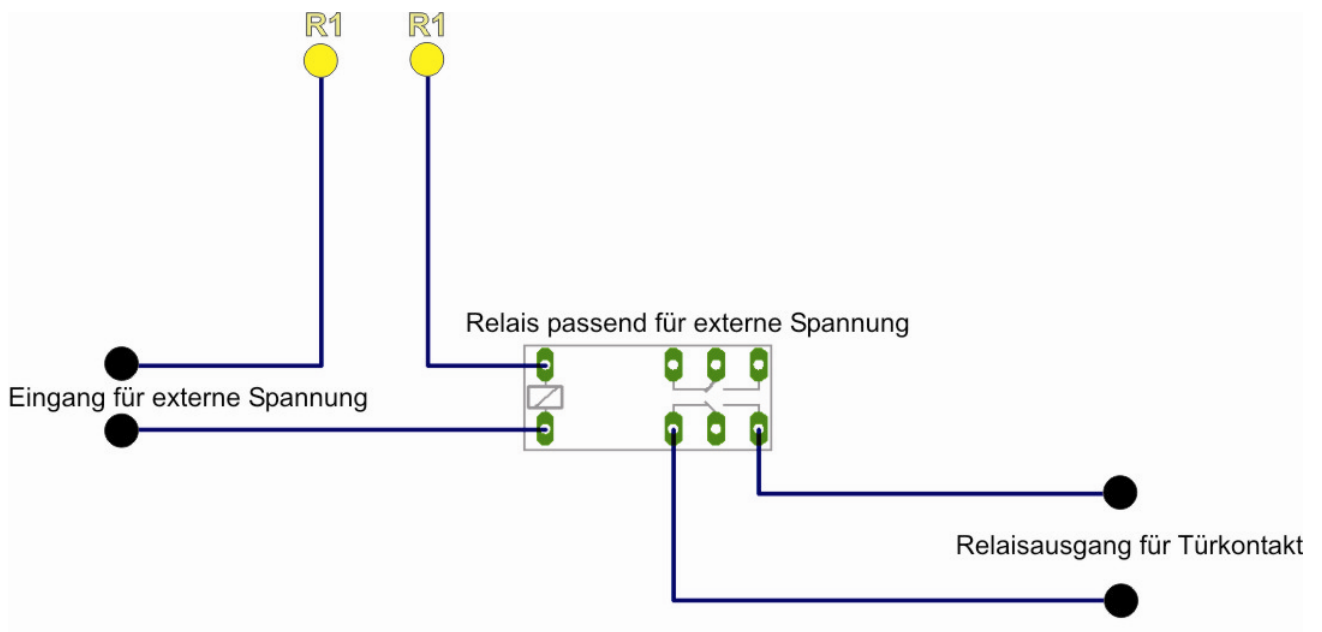 R1 R1
Relais passend für externe Spannung
Eingang für externe Spannung
Relaisausgang für Türkontakt